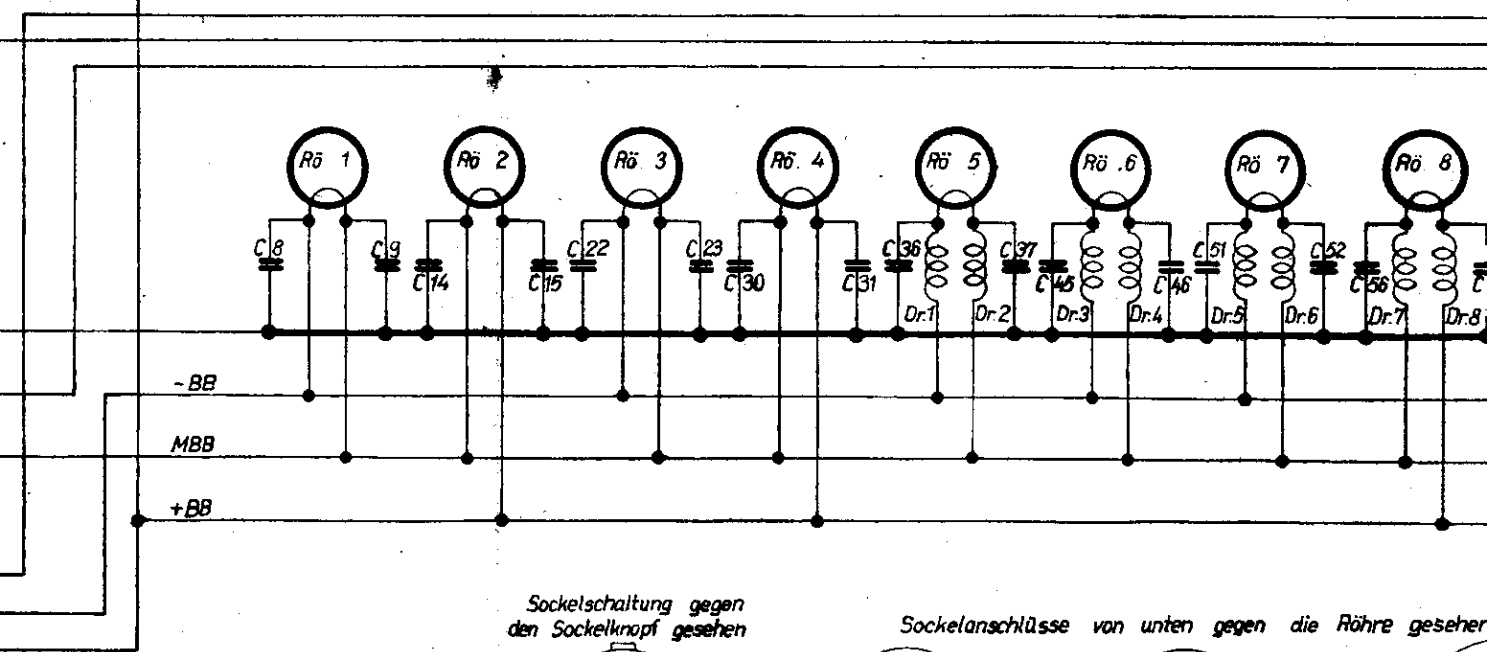 Rö 1 Rö 2 Rö 3 Rö. 4 Rö 5 Rö .6 Rö 7 Rö 8
C 8 C 9 C 14 C 15 C 22 C 23 C 30 C 31 C 36 C 37 C 45 C 46 C 51 C 52 C 56 C
Dr.1 Dr.2 Dr.3 Dr.4 Dr.5 Dr.6 Dr.7 Dr.8
- BB
MBB
+BB
Sockelschaltung gegen
den Sockelknopf gesehen
Sockelanschlüsse von unten gegen die Röhre gesehen